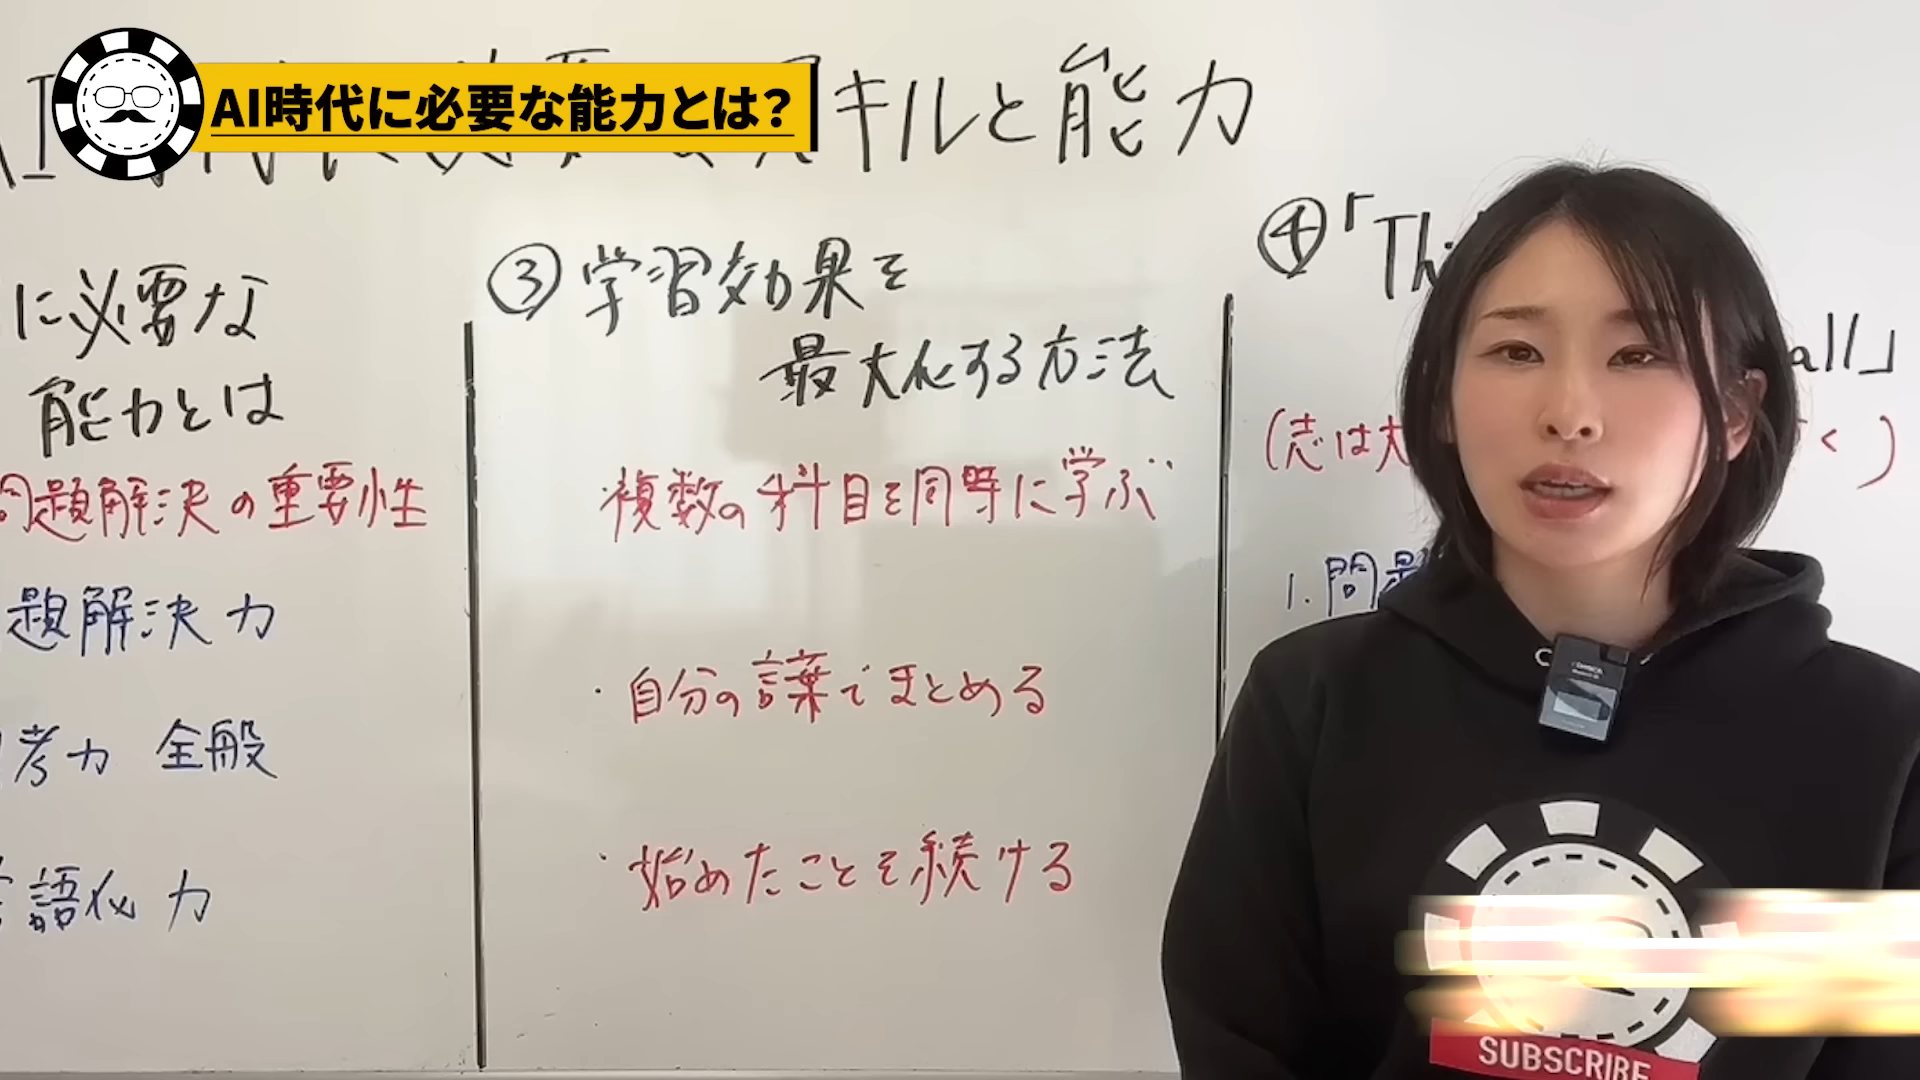 AI時代に必要な能力とは?
スキルと能力
に必要な
能力とは
問題解決の重要性
題解決力
考力 全般
言語化力
③学習効果を
最大化する方法
・複数の科目を同時に学ぶ
・自分の言葉でまとめる
・始めたことを続ける
④「Thi
all」
(志は大
く)
1.問題
SUBSCRIBE